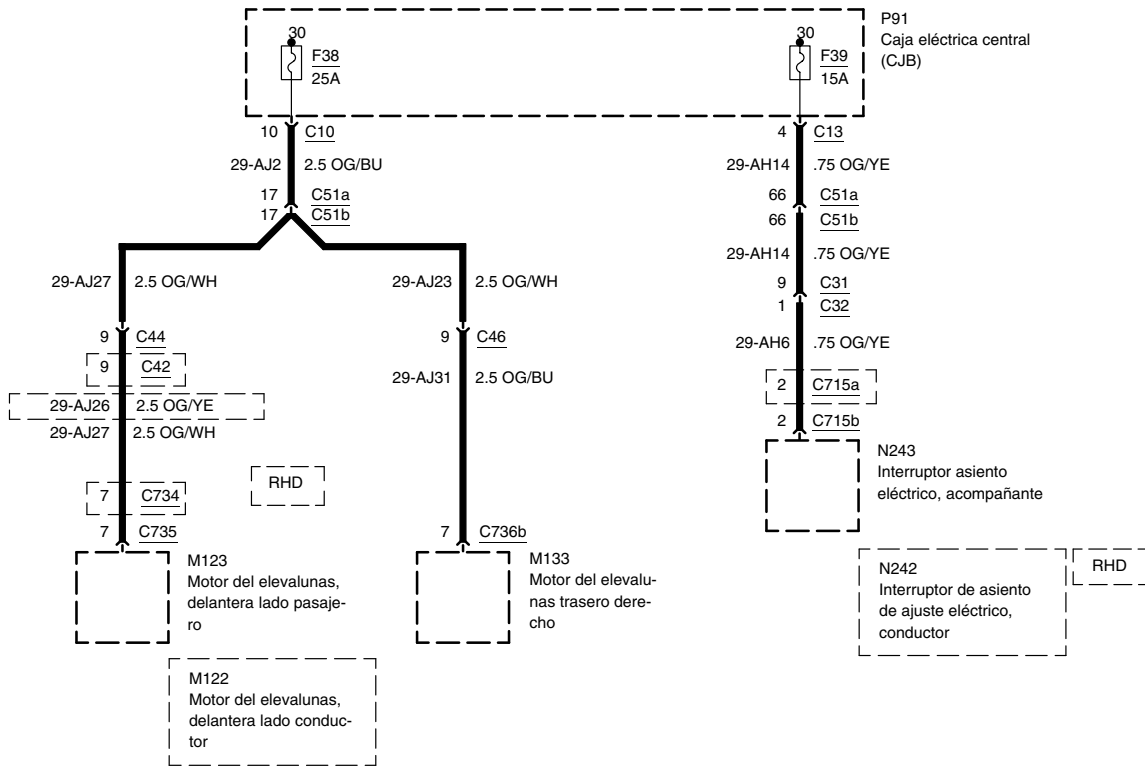 P91
Caja eléctrica central
(CJB)
30
F38
25A
30
F39
15A
10 C10
29-AJ2 2.5 OG/BU
17 C51a
17 C51b
4 C13
29-AH14 .75 OG/YE
66 C51a
66 C51b
29-AH14 .75 OG/YE
9 C31
1 C32
29-AH6 .75 OG/YE
2 C715a
2 C715b
29-AJ27 2.5 OG/WH
9 C44
9 C42
29-AJ26 2.5 OG/YE
29-AJ27 2.5 OG/WH
7 C734
7 C735
29-AJ23 2.5 OG/WH
9 C46
29-AJ31 2.5 OG/BU
7 C736b
RHD
M123
Motor del elevalunas,
delantera lado pasaje-
ro
M133
Motor del elevalu-
nas trasero dere-
cho
N243
Interruptor asiento
eléctrico, acompañante
N242
Interruptor de asiento
de ajuste eléctrico,
conductor
RHD
M122
Motor del elevalunas,
delantera lado conduc-
tor